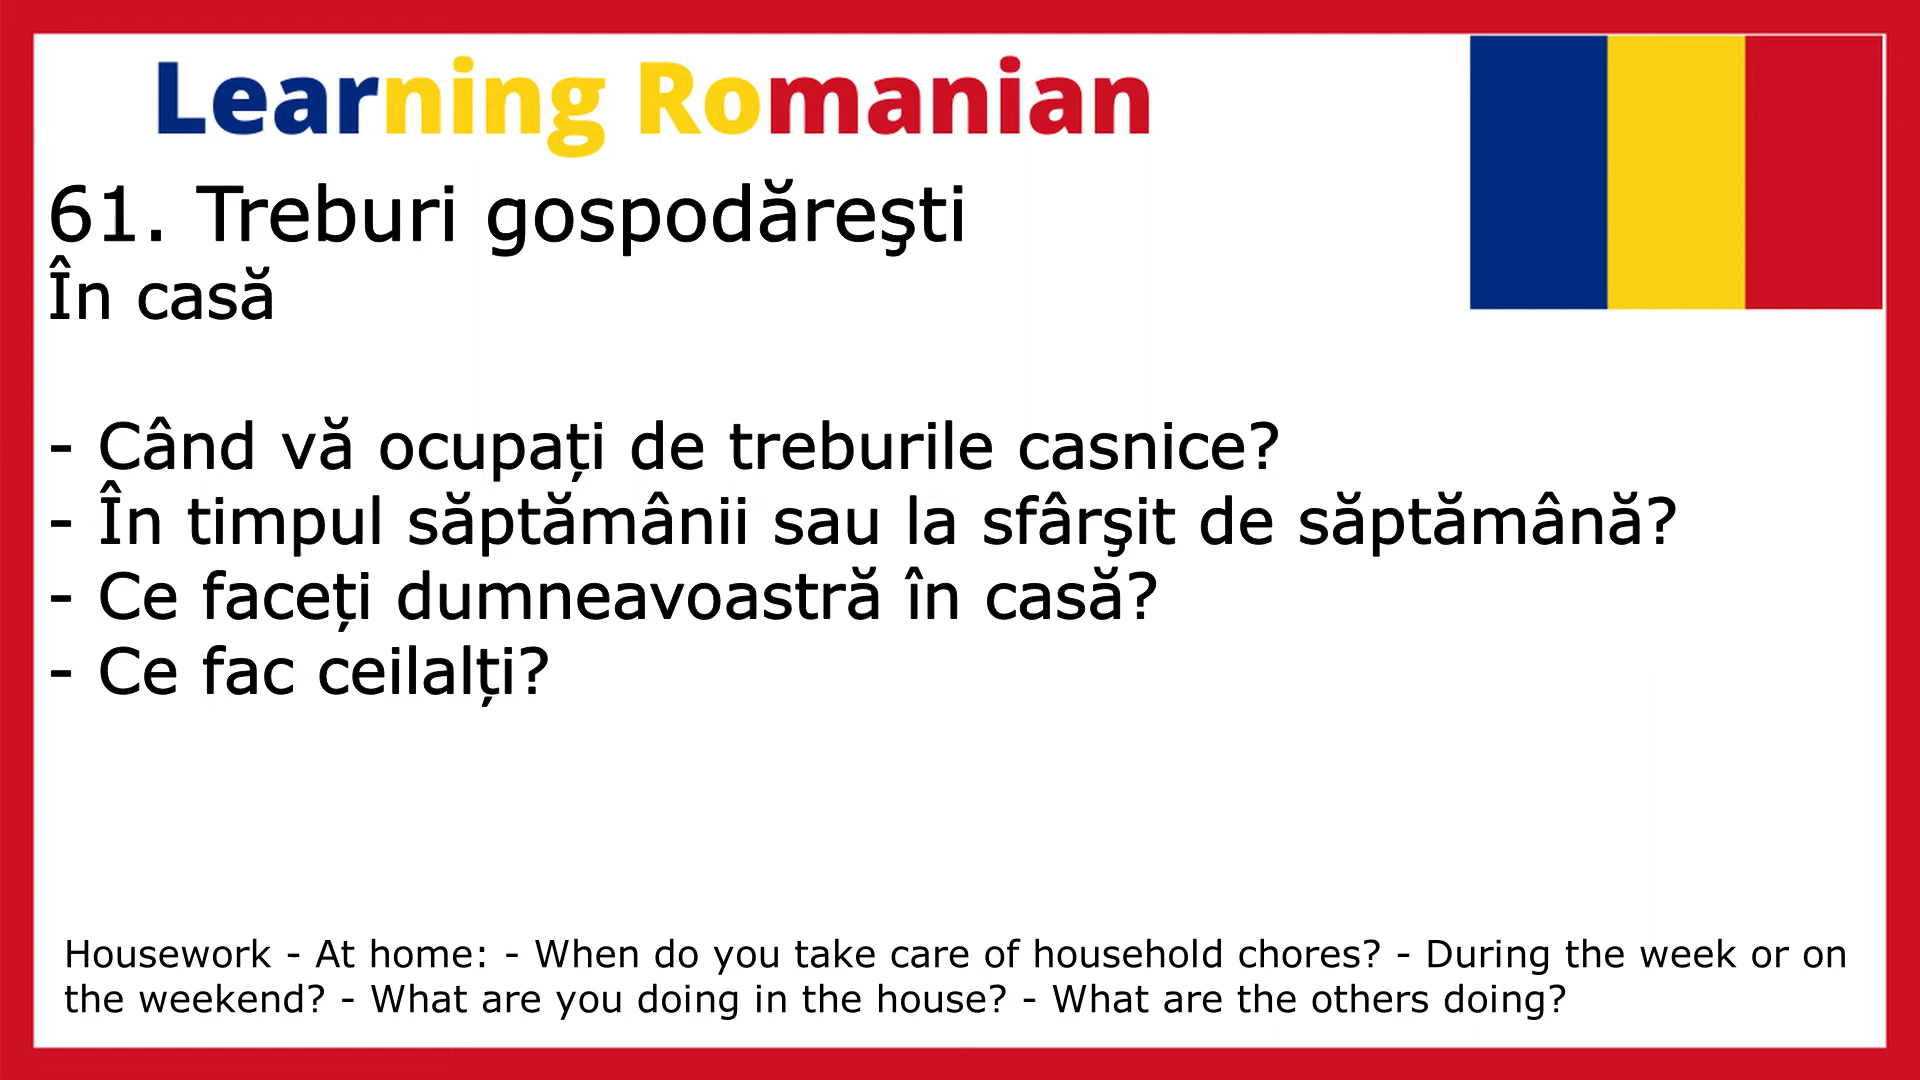 Learning Romanian
61. Treburi gospodăreşti
În casă
- Când vă ocupați de treburile casnice?
- În timpul săptămânii sau la sfârşit de săptămână?
- Ce faceți dumneavoastră în casă?
- Ce fac ceilalți?
Housework - At home: - When do you take care of household chores? - During the week or on
the weekend? - What are you doing in the house? - What are the others doing?